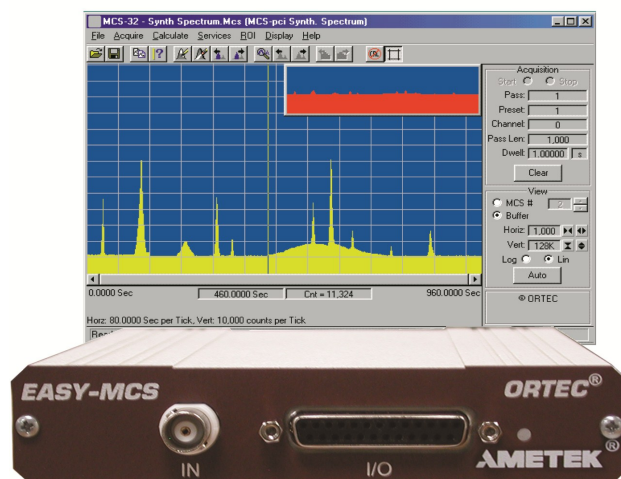 MCS-32 - Synth Spectrum.Mcs (MCS-pci Synth. Spectrum)
File Acquire Calculate Services ROI Display Help
Acquisition
Start Stop
Pass: 1
Preset: 1
Channel: 0
Pass Len: 1,000
Dwell: 1.00000 s
Clear
View
MCS # 2
Buffer
Horiz: 1,000
Vert: 128K
Log Lin
Auto
© ORTEC
0.0000 Sec 460.0000 Sec Cnt = 11,324 960.0000 Sec
Horz: 80.0000 Sec per Tick, Vert: 10,000 counts per Tick
EASY-MCS
ORTEC®
IN
I/O
AMETEK®